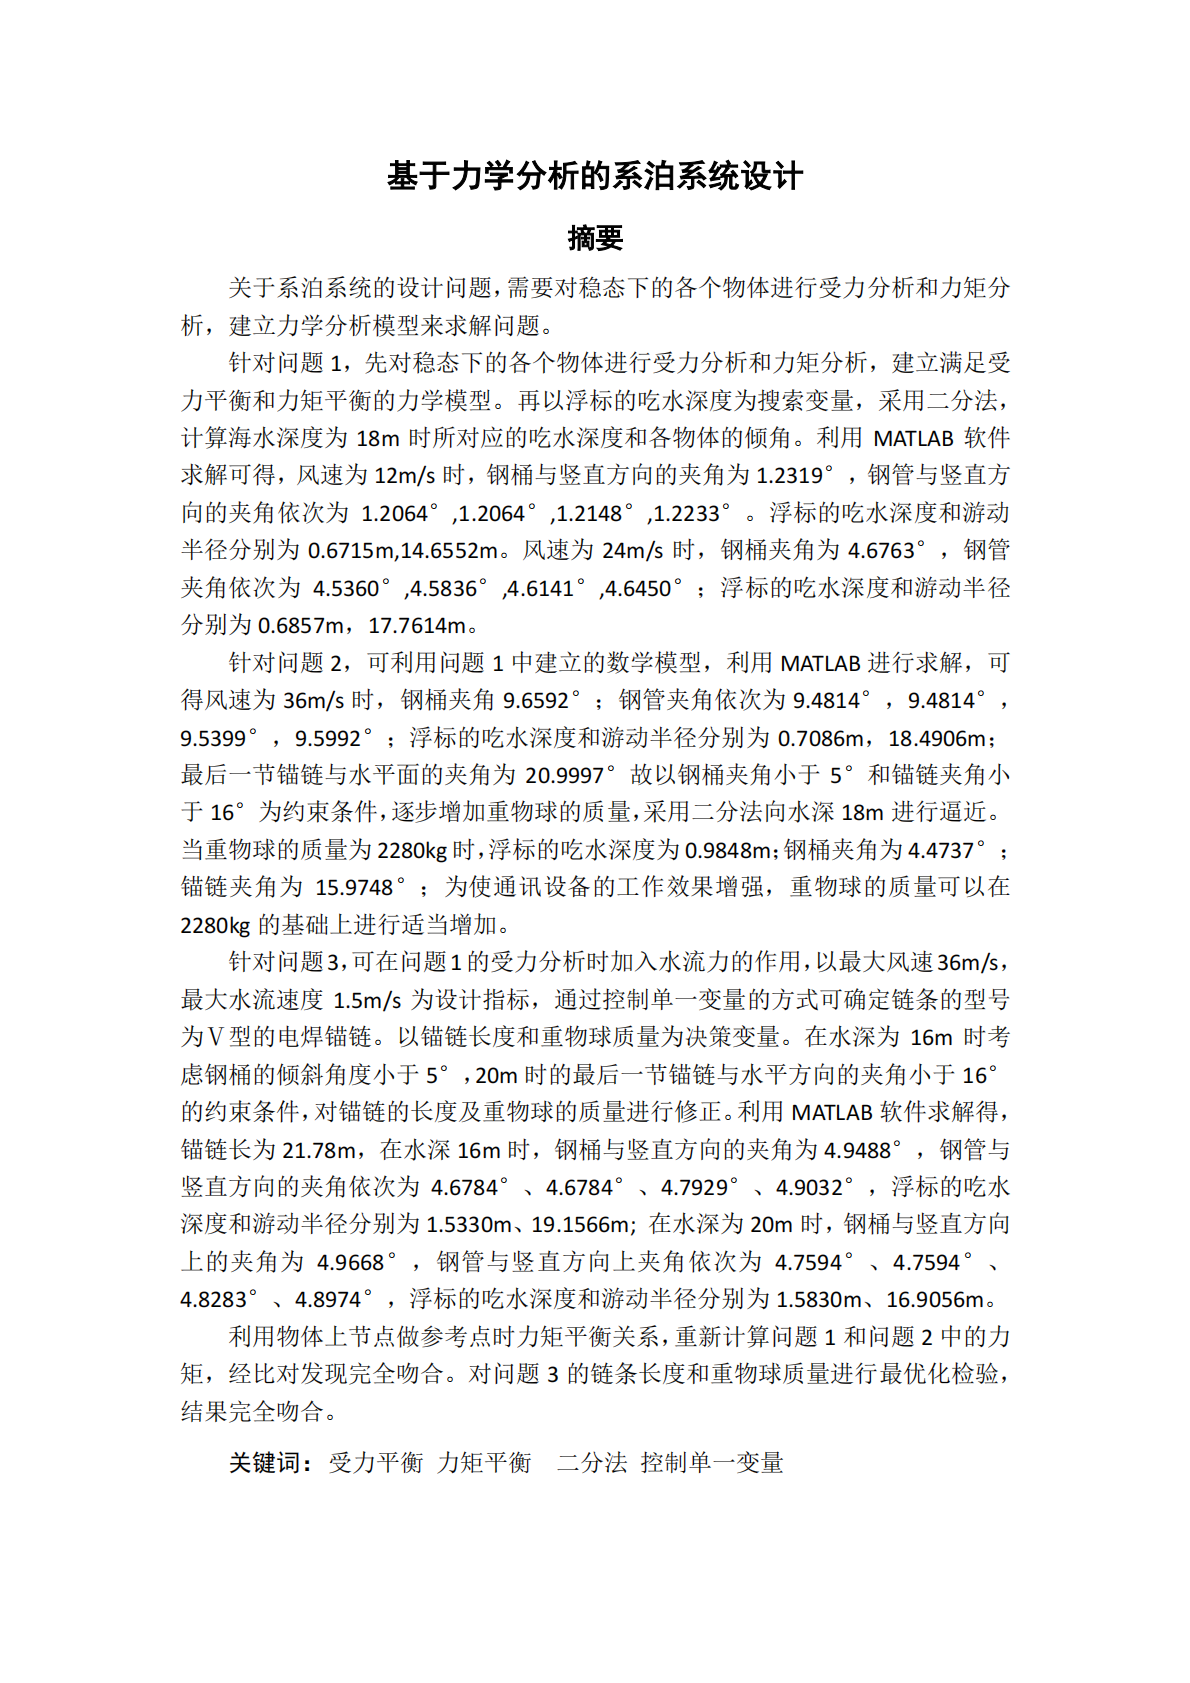 基于力学分析的系泊系统设计
摘要
关于系泊系统的设计问题，需要对稳态下的各个物体进行受力分析和力矩分
析，建立力学分析模型来求解问题。
针对问题 1，先对稳态下的各个物体进行受力分析和力矩分析，建立满足受
力平衡和力矩平衡的力学模型。再以浮标的吃水深度为搜索变量，采用二分法，
计算海水深度为 18m 时所对应的吃水深度和各物体的倾角。利用 MATLAB 软件
求解可得，风速为 12m/s 时，钢桶与竖直方向的夹角为 1.2319°，钢管与竖直方
向的夹角依次为 1.2064°,1.2064°,1.2148°,1.2233°。浮标的吃水深度和游动
半径分别为 0.6715m,14.6552m。风速为 24m/s 时，钢桶夹角为 4.6763°，钢管
夹角依次为 4.5360°,4.5836°,4.6141°,4.6450°；浮标的吃水深度和游动半径
分别为 0.6857m，17.7614m。
针对问题 2，可利用问题 1 中建立的数学模型，利用 MATLAB 进行求解，可
得风速为 36m/s 时，钢桶夹角 9.6592°；钢管夹角依次为 9.4814°，9.4814°，
9.5399°，9.5992°；浮标的吃水深度和游动半径分别为 0.7086m，18.4906m；
最后一节锚链与水平面的夹角为 20.9997°故以钢桶夹角小于 5°和锚链夹角小
于 16°为约束条件，逐步增加重物球的质量，采用二分法向水深 18m 进行逼近。
当重物球的质量为 2280kg 时，浮标的吃水深度为 0.9848m；钢桶夹角为 4.4737°；
锚链夹角为 15.9748°；为使通讯设备的工作效果增强，重物球的质量可以在
2280kg 的基础上进行适当增加。
针对问题 3，可在问题 1 的受力分析时加入水流力的作用，以最大风速 36m/s，
最大水流速度 1.5m/s 为设计指标，通过控制单一变量的方式可确定链条的型号
为Ⅴ型的电焊锚链。以锚链长度和重物球质量为决策变量。在水深为 16m 时考
虑钢桶的倾斜角度小于 5°，20m 时的最后一节锚链与水平方向的夹角小于 16°
的约束条件，对锚链的长度及重物球的质量进行修正。利用 MATLAB 软件求解得，
锚链长为 21.78m，在水深 16m 时，钢桶与竖直方向的夹角为 4.9488°，钢管与
竖直方向的夹角依次为 4.6784°、4.6784°、4.7929°、4.9032°，浮标的吃水
深度和游动半径分别为 1.5330m、19.1566m; 在水深为 20m 时，钢桶与竖直方向
上的夹角为 4.9668°，钢管与竖直方向上夹角依次为 4.7594°、4.7594°、
4.8283°、4.8974°，浮标的吃水深度和游动半径分别为 1.5830m、16.9056m。
利用物体上节点做参考点时力矩平衡关系，重新计算问题 1 和问题 2 中的力
矩，经比对发现完全吻合。对问题 3 的链条长度和重物球质量进行最优化检验，
结果完全吻合。
关键词： 受力平衡 力矩平衡 二分法 控制单一变量